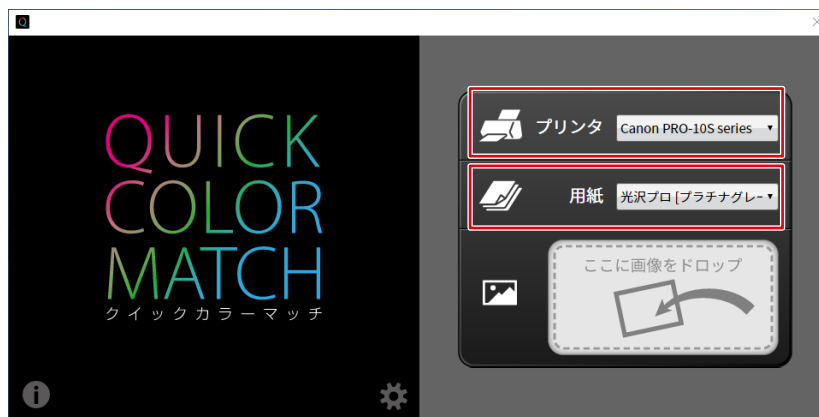 Q
QUICK
COLOR
MATCH
クイックカラーマッチ
プリンタ
Canon PRO-10S series
用紙
光沢プロ [プラチナグレー
ここに画像をドロップ